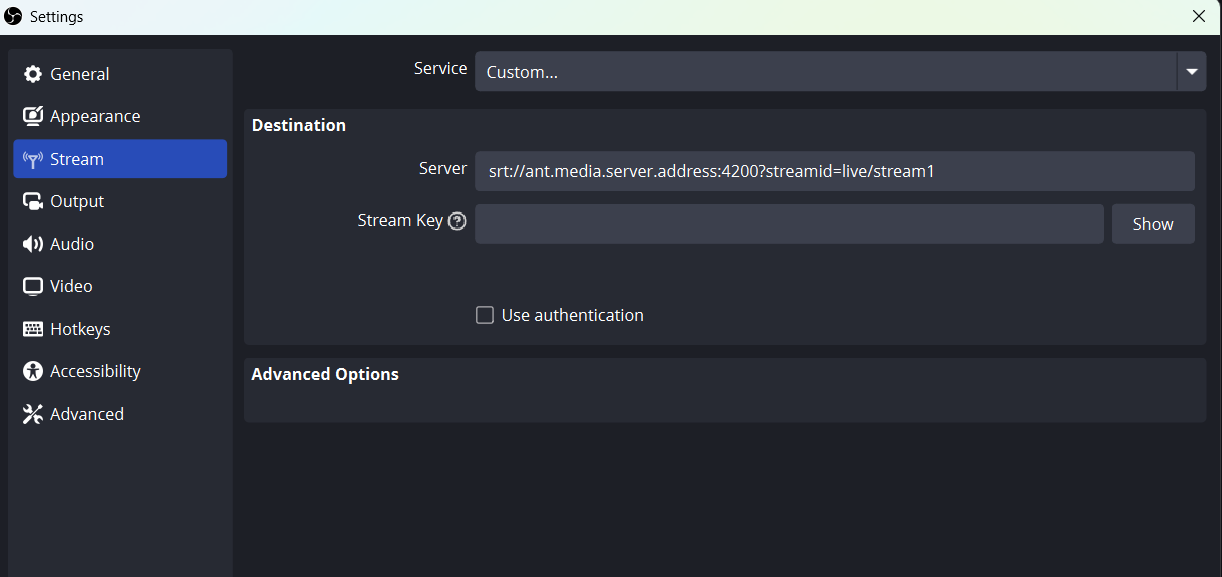 Settings
General
Appearance
Stream
Output
Audio
Video
Hotkeys
Accessibility
Advanced
Service Custom...
Destination
Server srt://ant.media.server.address:4200?streamid=live/stream1
Stream Key ? Show
Use authentication
Advanced Options